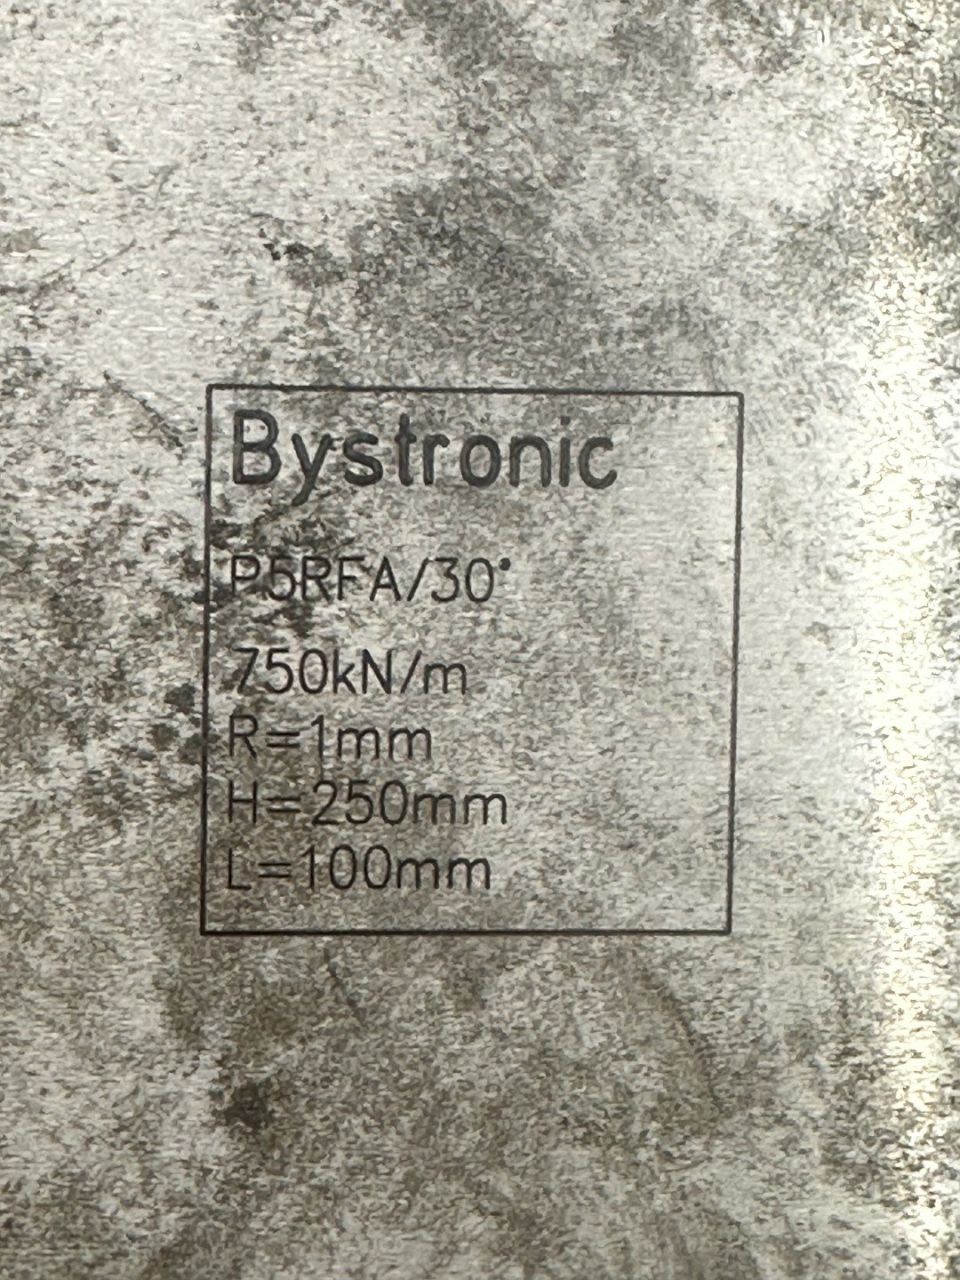 Bystronic
P5RFA/30°
750kN/m
R=1mm
H=250mm
L=100mm